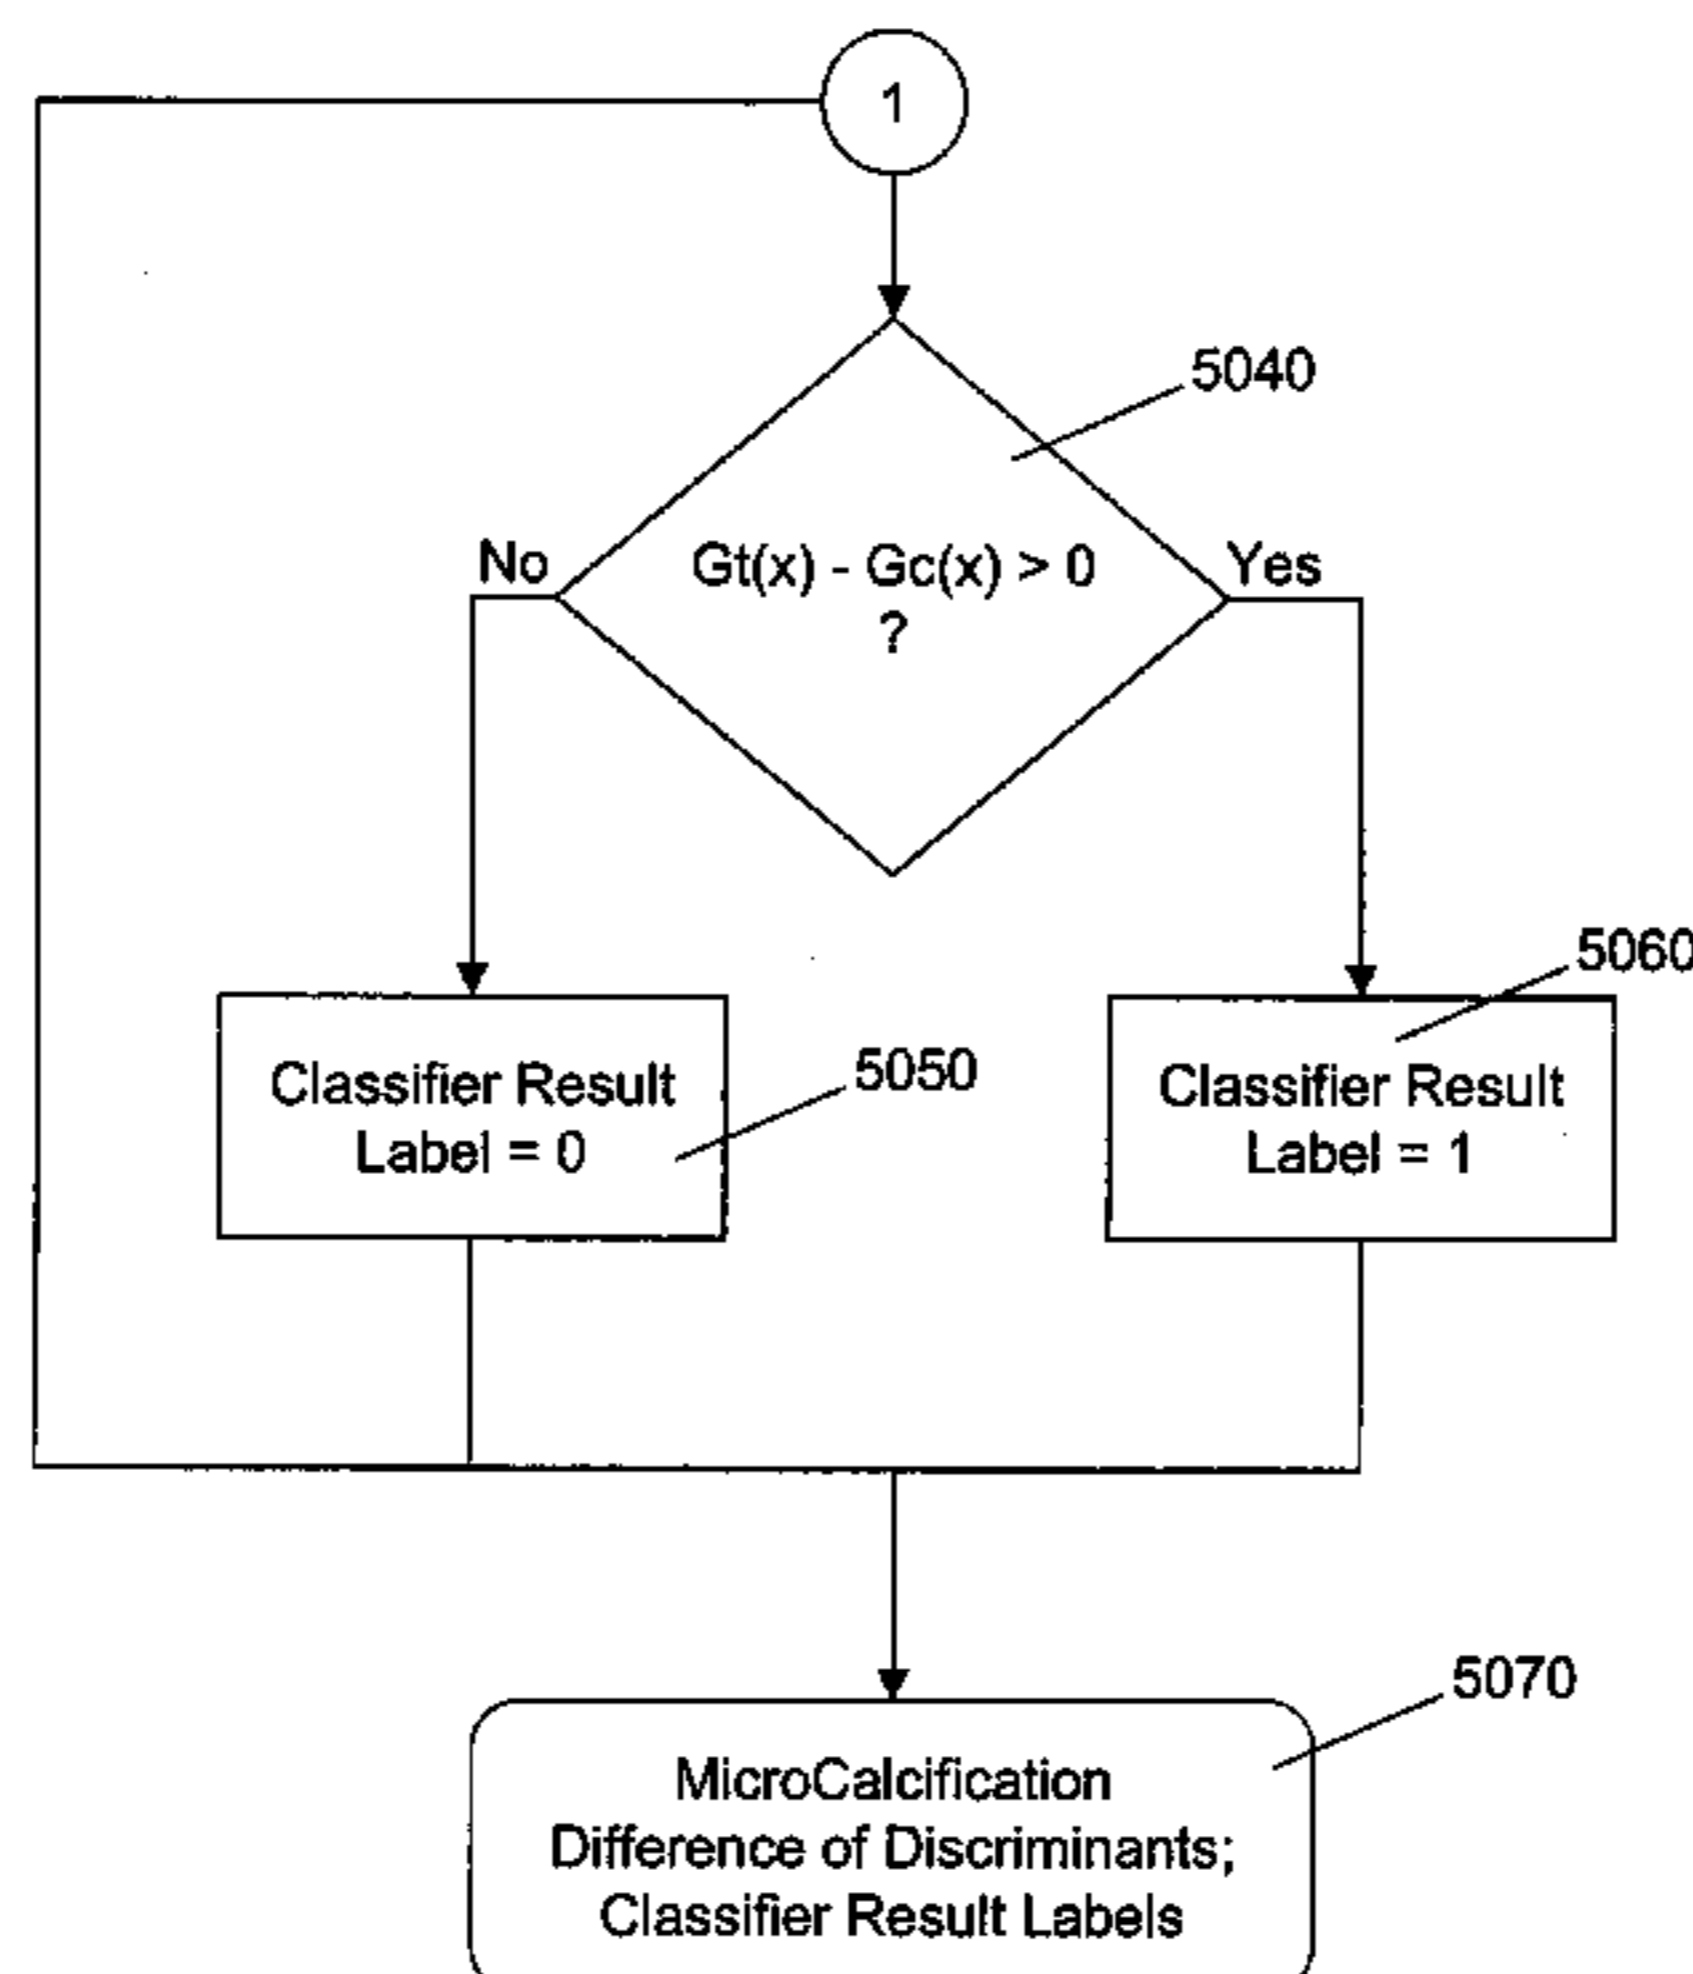 1
5040
No
Gt(x) - Gc(x) > 0
Yes
?
5060
Classifier Result
Label = 0
5050
Classifier Result
Label = 1
5070
MicroCalcification
Difference of Discriminants;
Classifier Result Labels